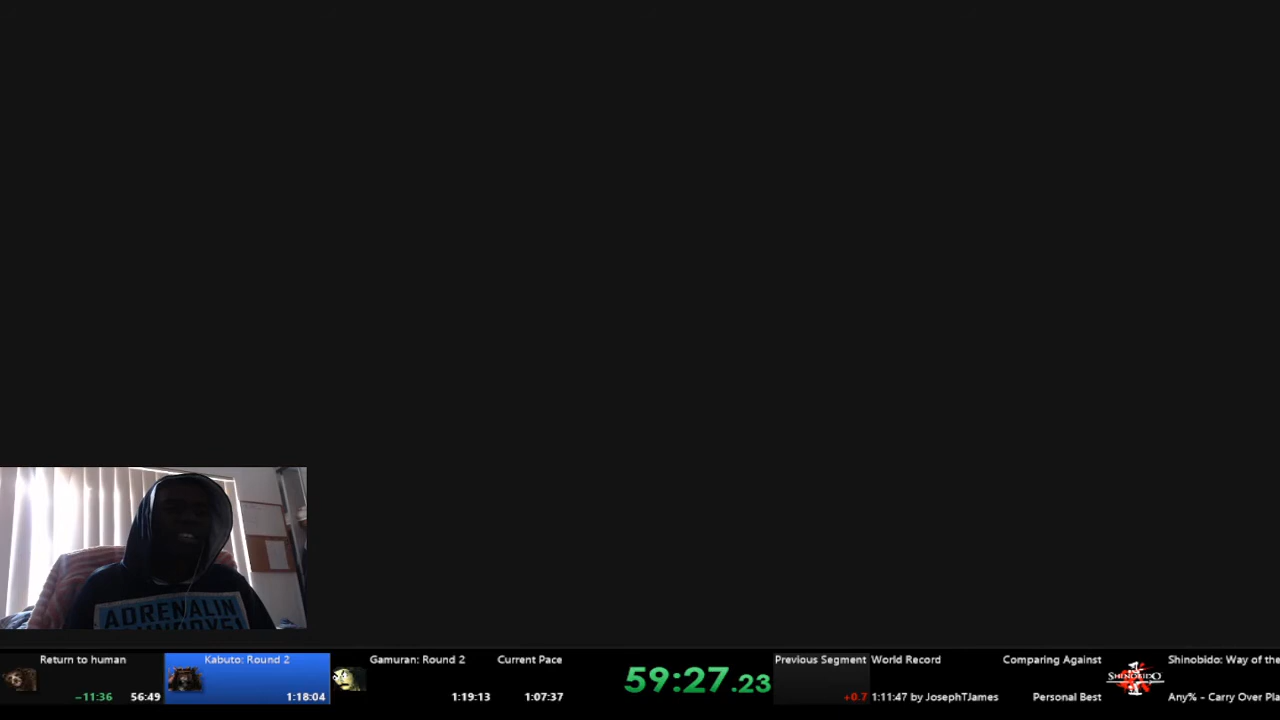 ADRENALIN
Return to human
−11:36 56:49
Kabuto: Round 2
1:18:04
Gamuran: Round 2
1:19:13
Current Pace
1:07:37
59:27.23
Previous Segment
+0.7
World Record
1:11:47 by JosephTJames
Comparing Against
Personal Best
SHINOBIDO
Shinobido: Way of the
Any% - Carry Over Pla